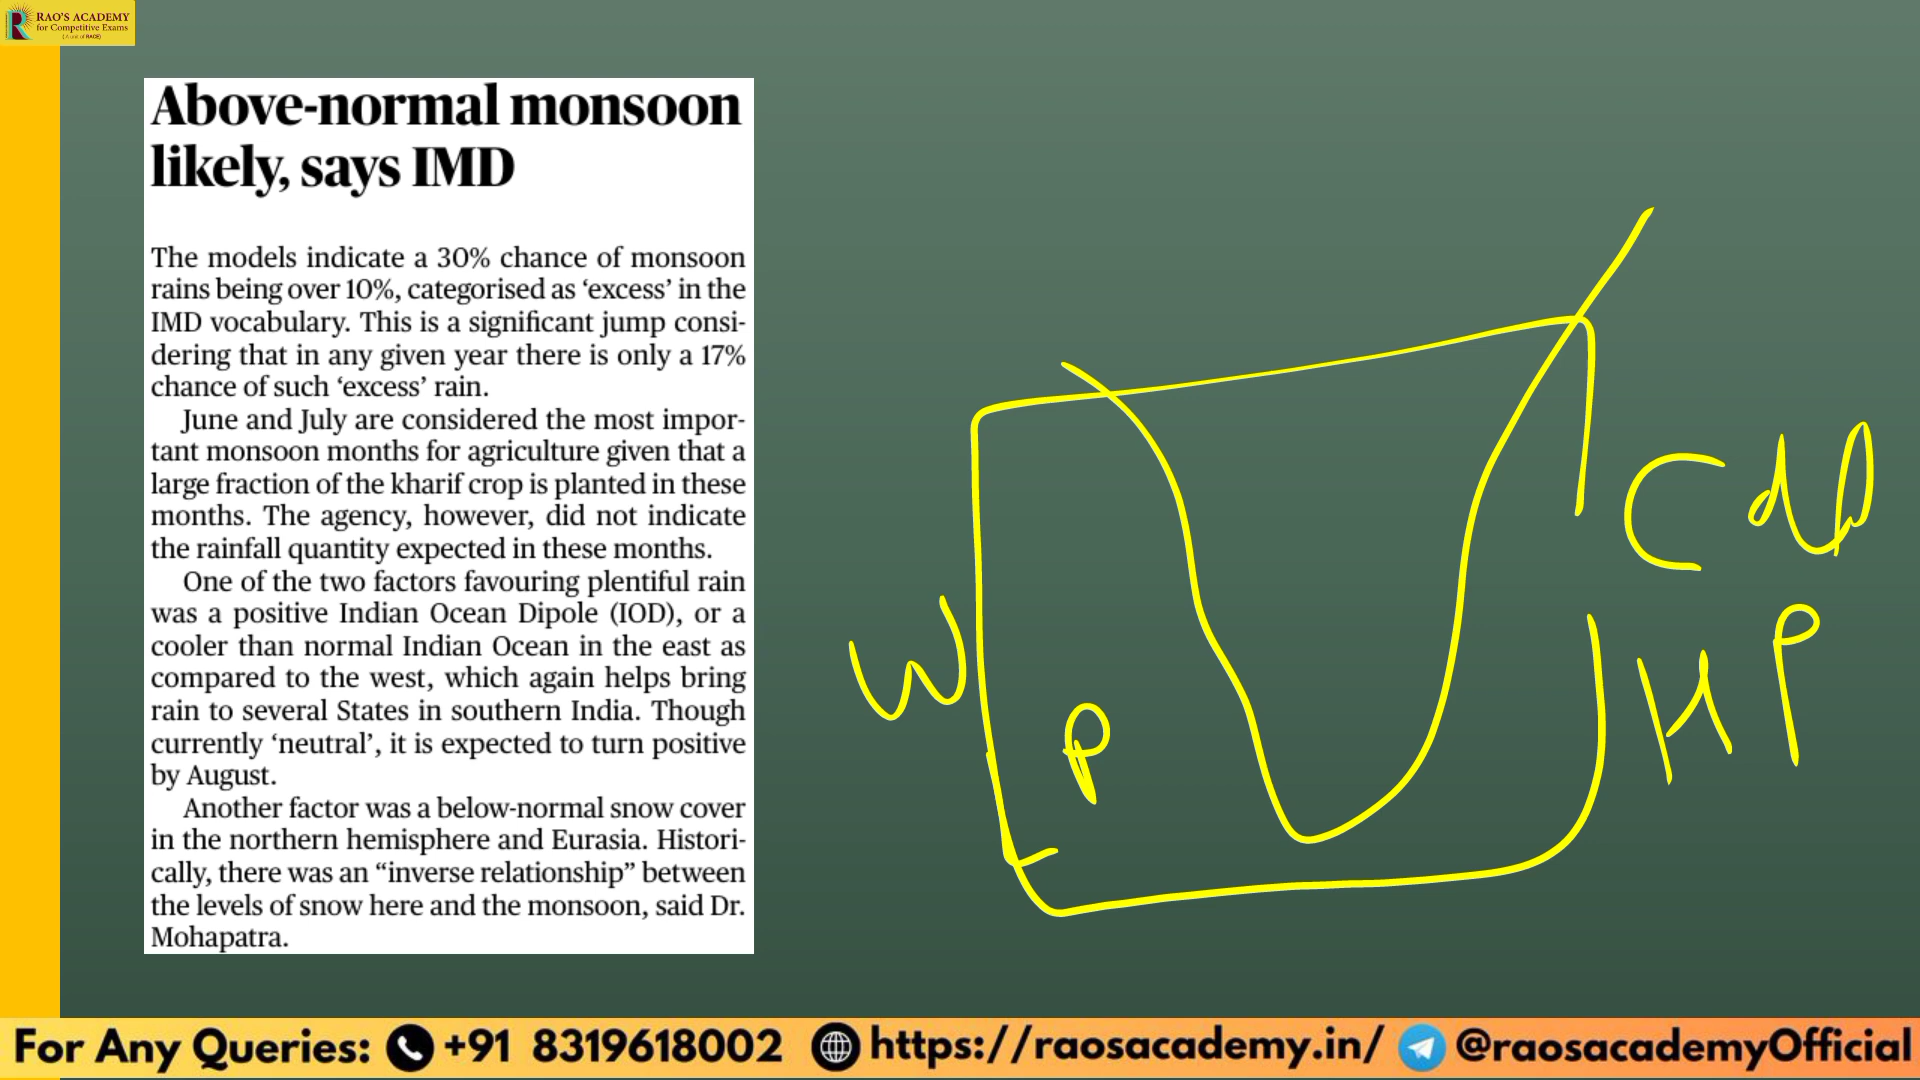 RAO'S ACADEMY
for Competitive Exams
(A unit of RACE)
Above-normal monsoon
likely, says IMD
The models indicate a 30% chance of monsoon
rains being over 10%, categorised as ‘excess’ in the
IMD vocabulary. This is a significant jump consi-
dering that in any given year there is only a 17%
chance of such ‘excess’ rain.
June and July are considered the most impor-
tant monsoon months for agriculture given that a
large fraction of the kharif crop is planted in these
months. The agency, however, did not indicate
the rainfall quantity expected in these months.
One of the two factors favouring plentiful rain
was a positive Indian Ocean Dipole (IOD), or a
cooler than normal Indian Ocean in the east as
compared to the west, which again helps bring
rain to several States in southern India. Though
currently ‘neutral’, it is expected to turn positive
by August.
Another factor was a below-normal snow cover
in the northern hemisphere and Eurasia. Histori-
cally, there was an “inverse relationship” between
the levels of snow here and the monsoon, said Dr.
Mohapatra.
W
P
HP
For Any Queries: +91 8319618002 https://raosacademy.in/ @raosacademyOfficial